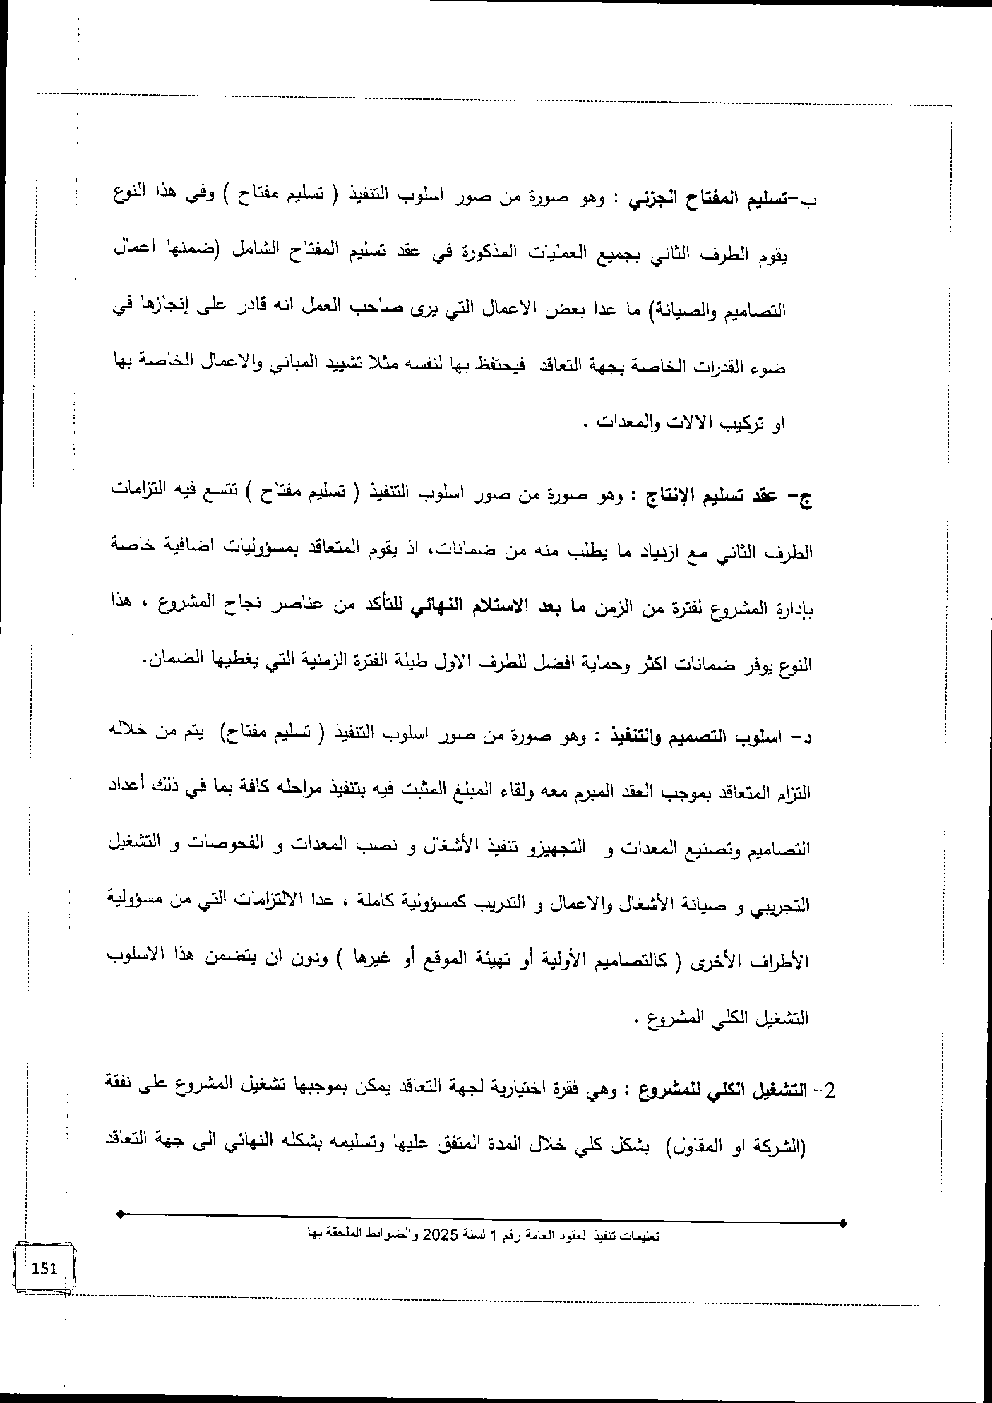 ب-تسليم المفتاح الجزئي : وهو صورة من صور اسلوب التنفيذ ( تسليم مفتاح ) وفي هذا النوع
يقوم الطرف الثاني بجميع العمليات المذكورة في عقد تسليم المفتاح الشامل (ضمنها اعمال
التصاميم والصيانة) ما عدا بعض الاعمال التي يرى صاحب العمل انه قادر على إنجازها في
ضوء القدرات الخاصة بجهة التعاقد فيحتفظ بها لنفسه مثلا تشييد المباني والاعمال الخاصة بها
او تركيب الالات والمعدات .
ج- عقد تسليم الإنتاج : وهو صورة من صور اسلوب التنفيذ ( تسليم مفتاح ) تتسع فيه التزامات
الطرف الثاني مع ازدياد ما يطلب منه من ضمانات، اذ يقوم المتعاقد بمسؤوليات اضافية خاصة
بإدارة المشروع لفترة من الزمن ما بعد الاستلام النهائي للتأكد من عناصر نجاح المشروع ، هذا
النوع يوفر ضمانات اكثر وحماية افضل للطرف الاول طيلة الفترة الزمنية التي يغطيها الضمان.
د- اسلوب التصميم والتنفيذ : وهو صورة من صور اسلوب التنفيذ ( تسليم مفتاح) يتم من خلاله
التزام المتعاقد بموجب العقد المبرم معه ولقاء المبلغ المثبت فيه بتنفيذ مراحله كافة بما في ذلك أعداد
التصاميم وتصنيع المعدات و التجهيزو تنفيذ الأشغال و نصب المعدات و الفحوصات و التشغيل
التجريبي و صيانة الأشغال والاعمال و التدريب كمسؤولية كاملة ، عدا الالتزامات التي من مسؤولية
الأطراف الأخرى ( كالتصاميم الأولية أو تهيئة الموقع أو غيرها ) ودون ان يتضمن هذا الاسلوب
التشغيل الكلي المشروع .
2- التشغيل الكلي للمشروع : وهي فقرة اختيارية لجهة التعاقد يمكن بموجبها تشغيل المشروع على نفقة
(الشركة او المقاول) بشكل كلي خلال المدة المتفق عليها وتسليمه بشكله النهائي الى جهة التعاقد
تعليمات تنفيذ العقود العامة رقم 1 لسنة 2025 والضوابط الملحقة بها
151